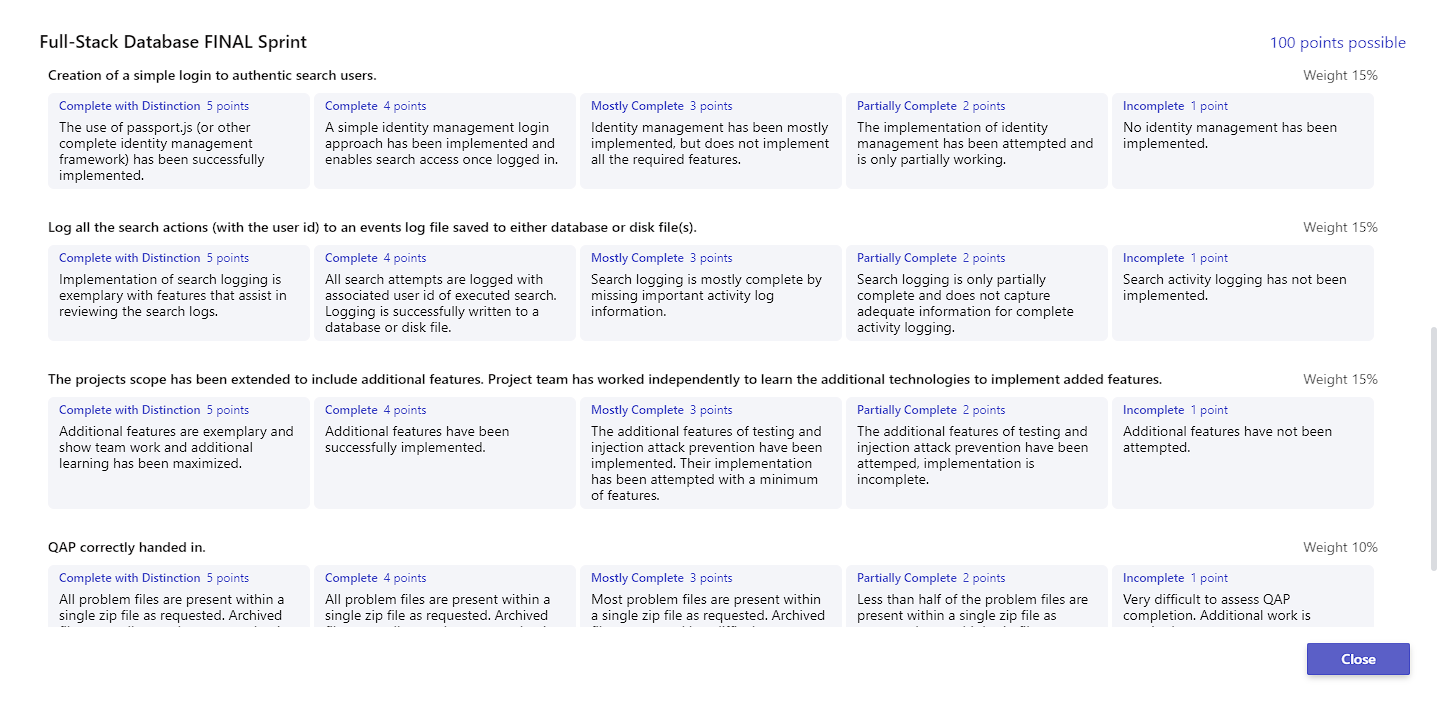 Full-Stack Database FINAL Sprint
100 points possible
Creation of a simple login to authentic search users.
Weight 15%
Complete with Distinction 5 points
The use of passport.js (or other
complete identity management
framework) has been successfully
implemented.
Complete 4 points
A simple identity management login
approach has been implemented and
enables search access once logged in.
Mostly Complete 3 points
Identity management has been mostly
implemented, but does not implement
all the required features.
Partially Complete 2 points
The implementation of identity
management has been attempted and
is only partially working.
Incomplete 1 point
No identity management has been
implemented.
Log all the search actions (with the user id) to an events log file saved to either database or disk file(s).
Weight 15%
Complete with Distinction 5 points
Implementation of search logging is
exemplary with features that assist in
reviewing the search logs.
Complete 4 points
All search attempts are logged with
associated user id of executed search.
Logging is successfully written to a
database or disk file.
Mostly Complete 3 points
Search logging is mostly complete by
missing important activity log
information.
Partially Complete 2 points
Search logging is only partially
complete and does not capture
adequate information for complete
activity logging.
Incomplete 1 point
Search activity logging has not been
implemented.
The projects scope has been extended to include additional features. Project team has worked independently to learn the additional technologies to implement added features.
Weight 15%
Complete with Distinction 5 points
Additional features are exemplary and
show team work and additional
learning has been maximized.
Complete 4 points
Additional features have been
successfully implemented.
Mostly Complete 3 points
The additional features of testing and
injection attack prevention have been
implemented. Their implementation
has been attempted with a minimum
of features.
Partially Complete 2 points
The additional features of testing and
injection attack prevention have been
attemped, implementation is
incomplete.
Incomplete 1 point
Additional features have not been
attempted.
QAP correctly handed in.
Weight 10%
Complete with Distinction 5 points
All problem files are present within a
single zip file as requested. Archived
Complete 4 points
All problem files are present within a
single zip file as requested. Archived
Mostly Complete 3 points
Most problem files are present within
a single zip file as requested. Archived
Partially Complete 2 points
Less than half of the problem files are
present within a single zip file as
Incomplete 1 point
Very difficult to assess QAP
completion. Additional work is
Close